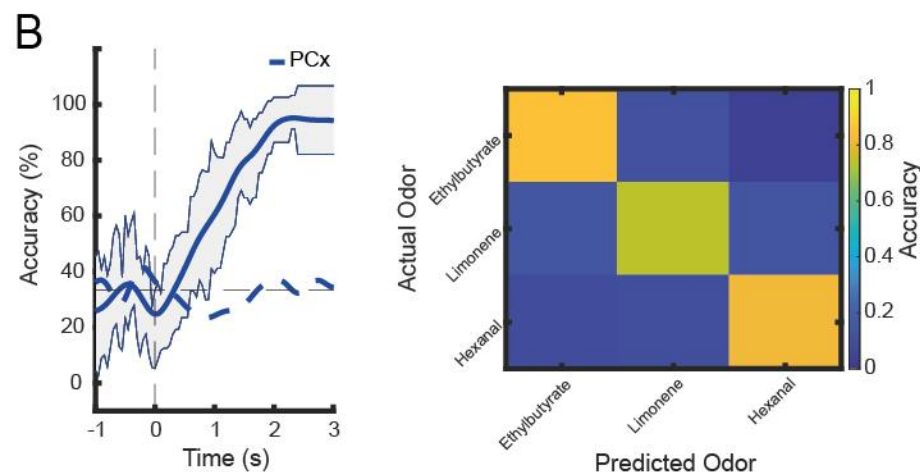 B
PCx
Accuracy (%)
100
80
60
40
20
0
-1 0 1 2 3
Time (s)
Actual Odor
Ethylbutyrate
Limonene
Hexanal
Ethylbutyrate Limonene Hexanal
Predicted Odor
1
0.8
0.6
0.4
0.2
0
Accuracy